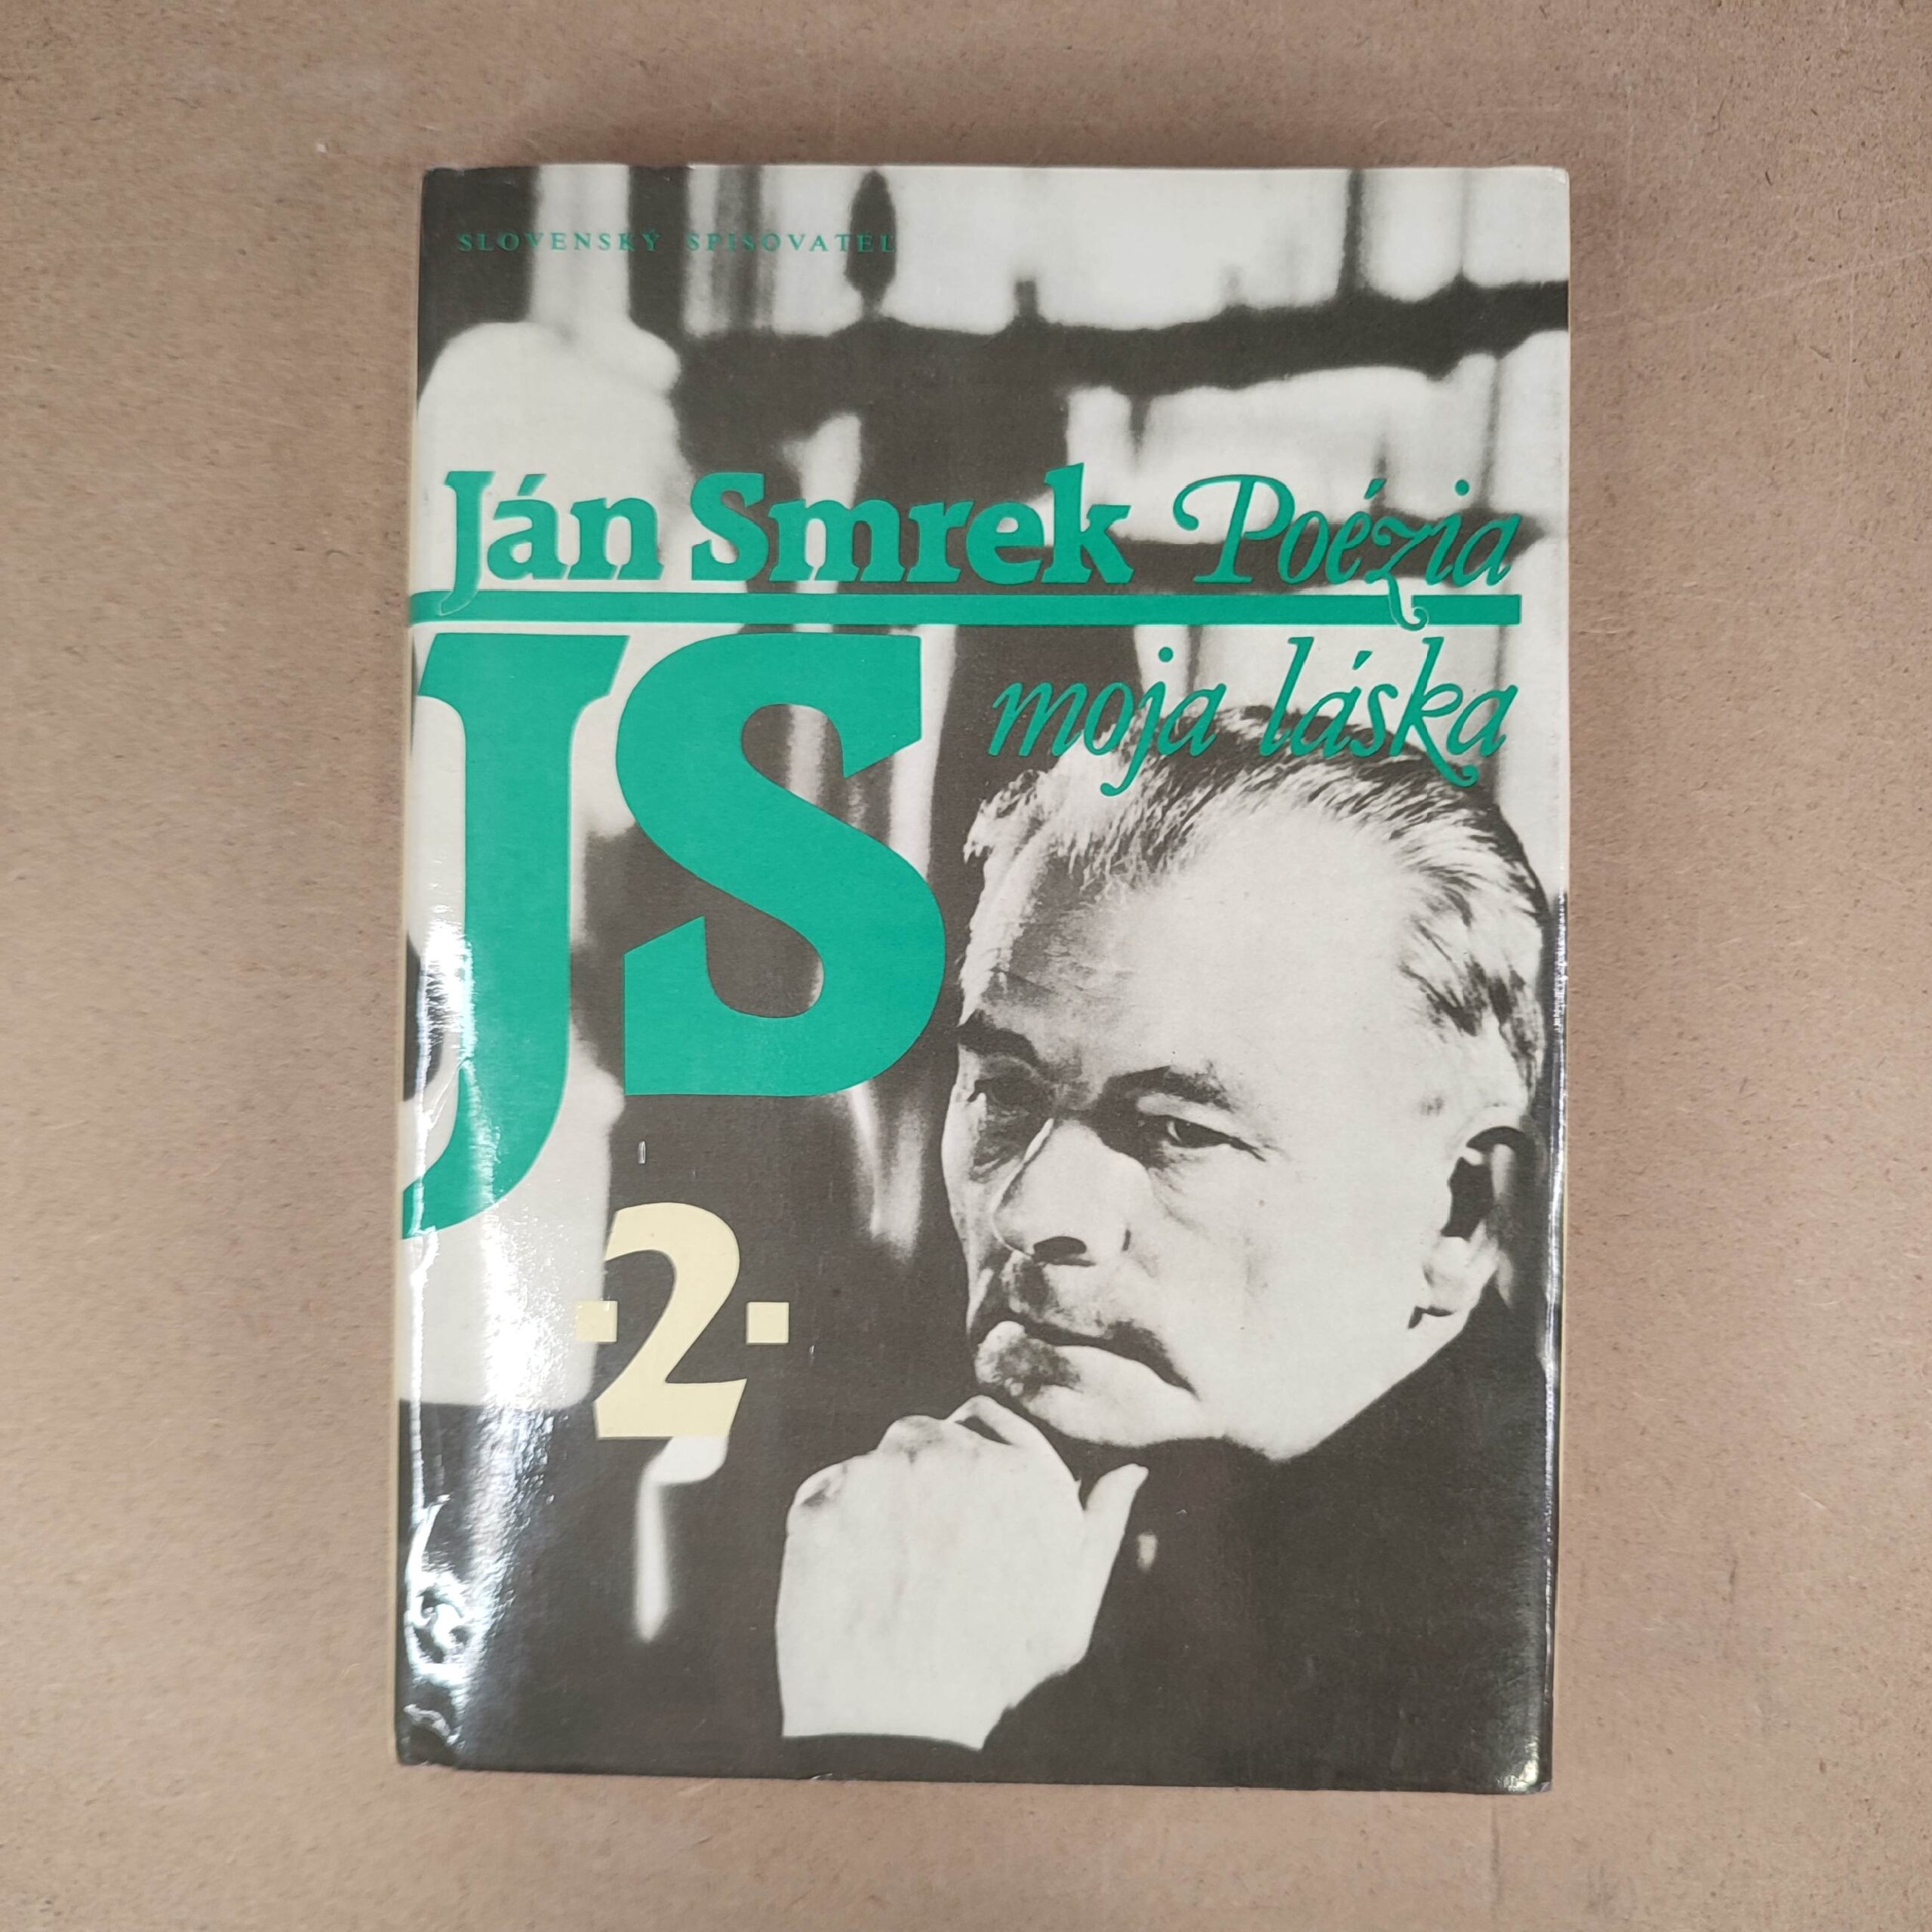 SLOVENSKÝ SPISOVATEĽ
Ján Smrek Poézia
moja láska
JS
·2·